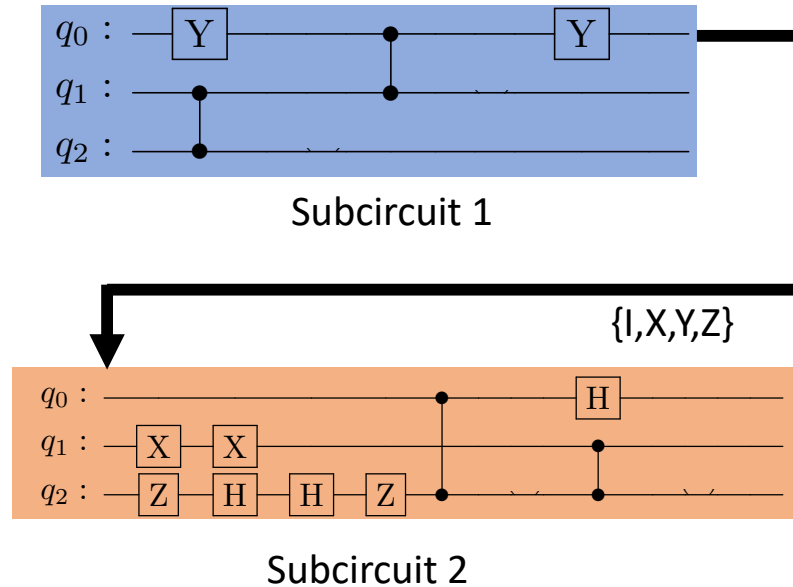 q₀ : Y Y
q₁ :
q₂ :
Subcircuit 1
{I,X,Y,Z}
q₀ : H
q₁ : X X
q₂ : Z H H Z
Subcircuit 2